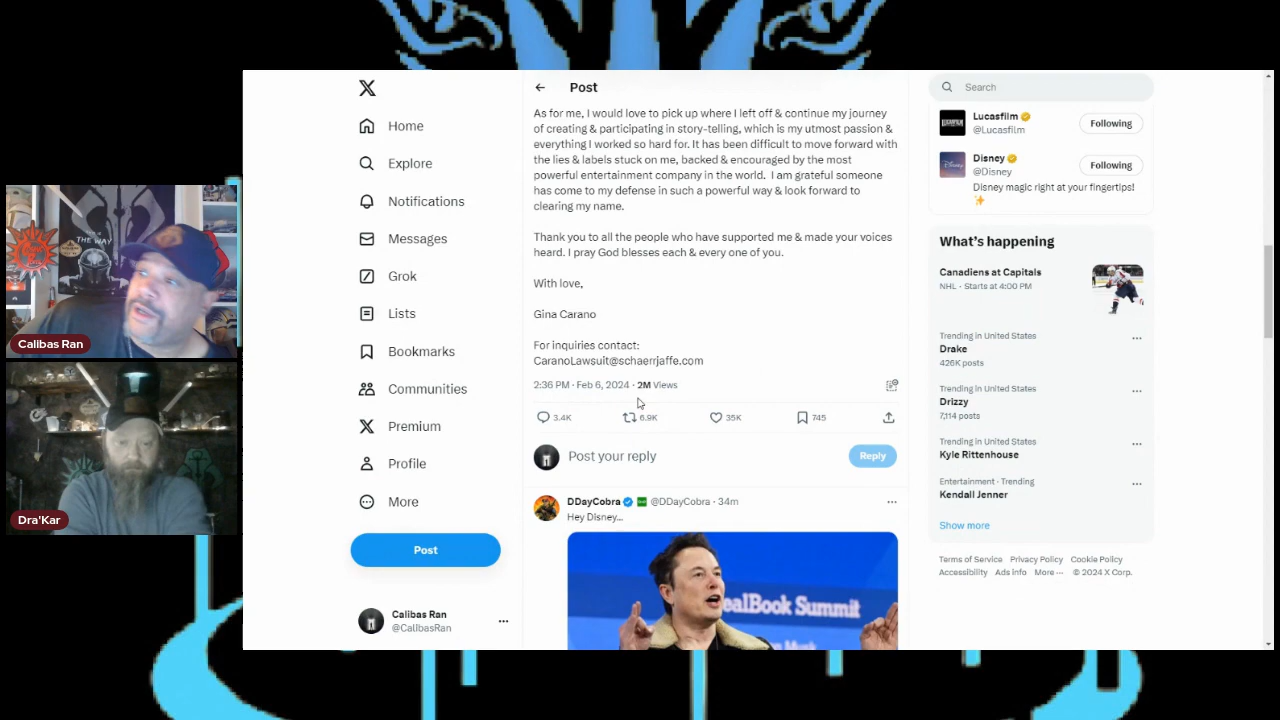 THE WAY
Calibas Ran
Dra'Kar
Home
Explore
Notifications
Messages
Grok
Lists
Bookmarks
Communities
Premium
Profile
More
Post
Calibas Ran
@CalibasRan
Post
As for me, I would love to pick up where I left off & continue my journey
of creating & participating in story-telling, which is my utmost passion &
everything I worked so hard for. It has been difficult to move forward with
the lies & labels stuck on me, backed & encouraged by the most
powerful entertainment company in the world.  I am grateful someone
has come to my defense in such a powerful way & look forward to
clearing my name.
Thank you to all the people who have supported me & made your voices
heard. I pray God blesses each & every one of you.
With love,
Gina Carano
For inquiries contact:
CaranoLawsuit@schaerrjaffe.com
2:36 PM · Feb 6, 2024 · 2M Views
3.4K 6.9K 35K 745
Post your reply
Reply
DDayCobra @DDayCobra · 34m
Hey Disney...
ealBook Summit
Search
Lucasfilm
@Lucasfilm
Following
Disney
@Disney
Following
Disney magic right at your fingertips!
What's happening
Canadiens at Capitals
NHL · Starts at 4:00 PM
Trending in United States
Drake
426K posts
Trending in United States
Drizzy
7,114 posts
Trending in United States
Kyle Rittenhouse
Entertainment · Trending
Kendall Jenner
Show more
Terms of Service Privacy Policy Cookie Policy
Accessibility Ads info More ··· © 2024 X Corp.